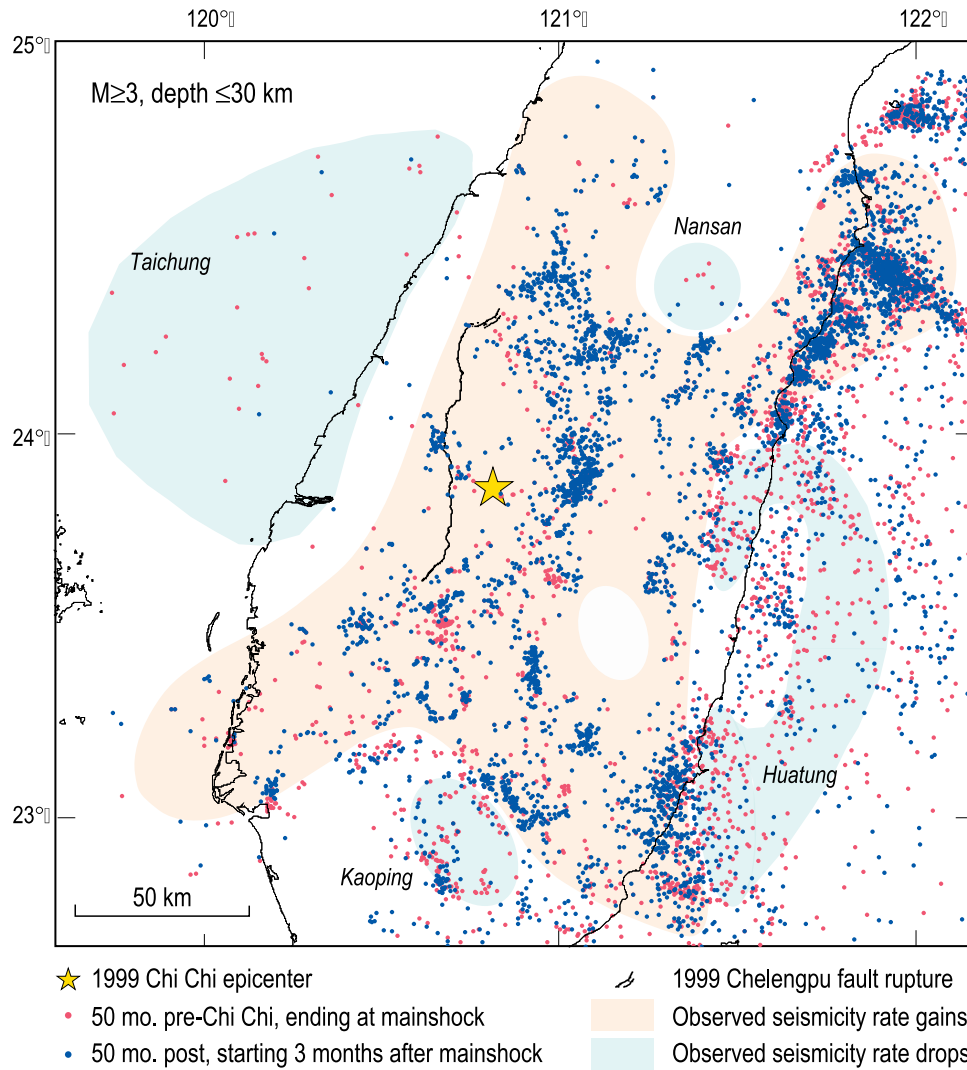 120° 121° 122°
25°
M≥3, depth ≤30 km
Nansan
Taichung
24°
Huatung
23°
Kaoping
50 km
1999 Chi Chi epicenter
1999 Chelengpu fault rupture
50 mo. pre-Chi Chi, ending at mainshock
Observed seismicity rate gains
50 mo. post, starting 3 months after mainshock
Observed seismicity rate drops